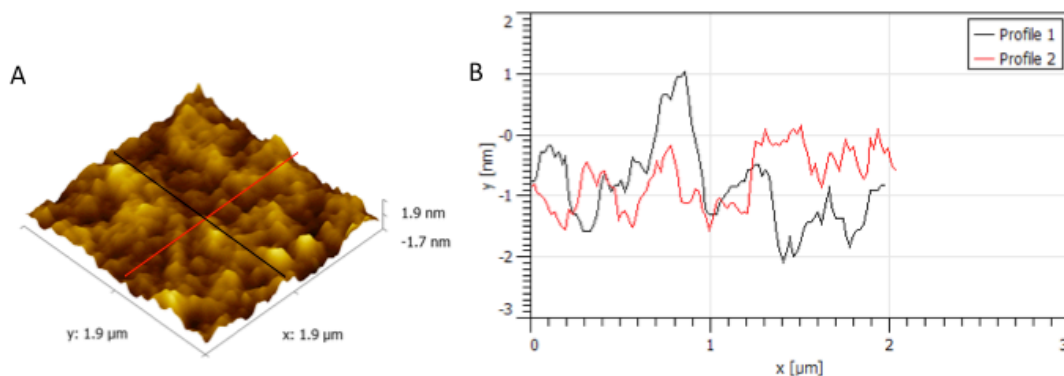 A
1.9 nm
-1.7 nm
y: 1.9 µm
x: 1.9 µm
B
Profile 1
Profile 2
2
1
-0
-1
-2
-3
y [nm]
0 1 2 3
x [µm]